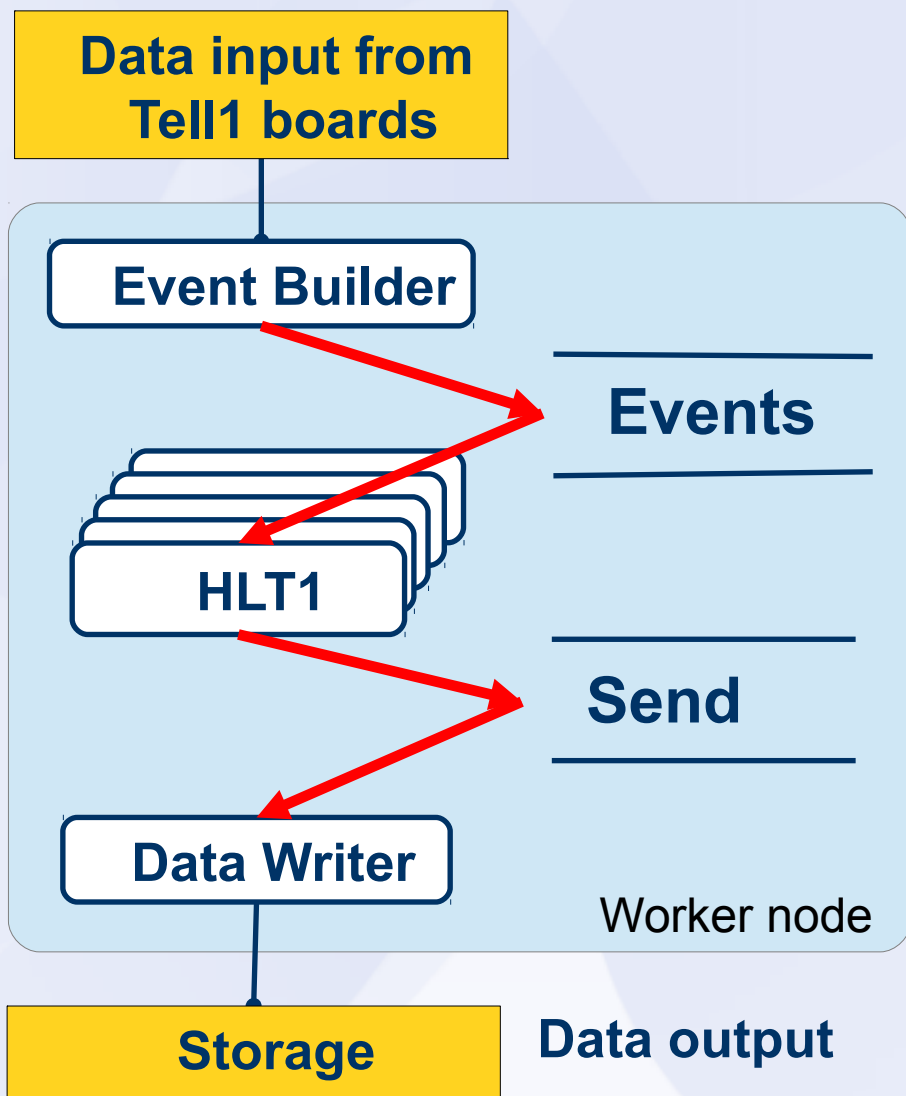 Data input from
Tell1 boards
Event Builder
Events
HLT1
Send
Data Writer
Worker node
Storage
Data output